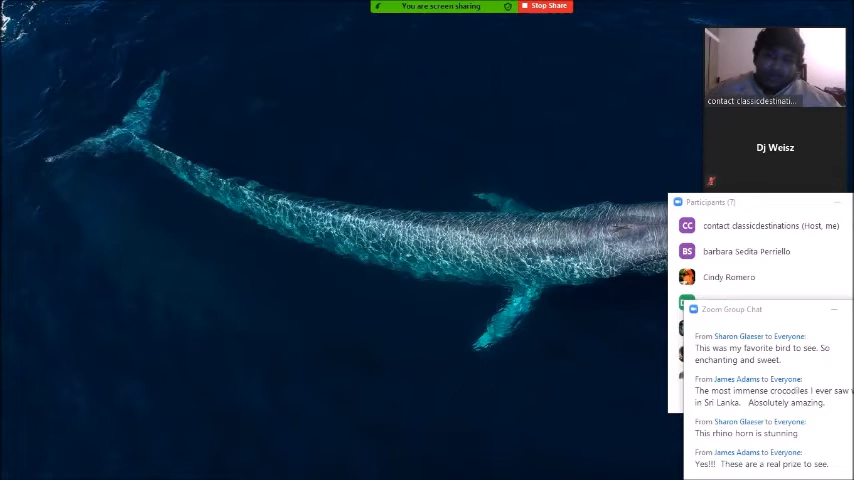 You are screen sharing
Stop Share
contact classicdestinati...
Dj Weisz
Participants (7)
CC contact classicdestinations (Host, me)
BS barbara Sedita Perriello
Cindy Romero
Zoom Group Chat
From Sharon Glaeser to Everyone:
This was my favorite bird to see. So
enchanting and sweet.
From James Adams to Everyone:
The most immense crocodiles I ever saw
in Sri Lanka. Absolutely amazing.
From Sharon Glaeser to Everyone:
This rhino horn is stunning
From James Adams to Everyone:
Yes!!! These are a real prize to see.